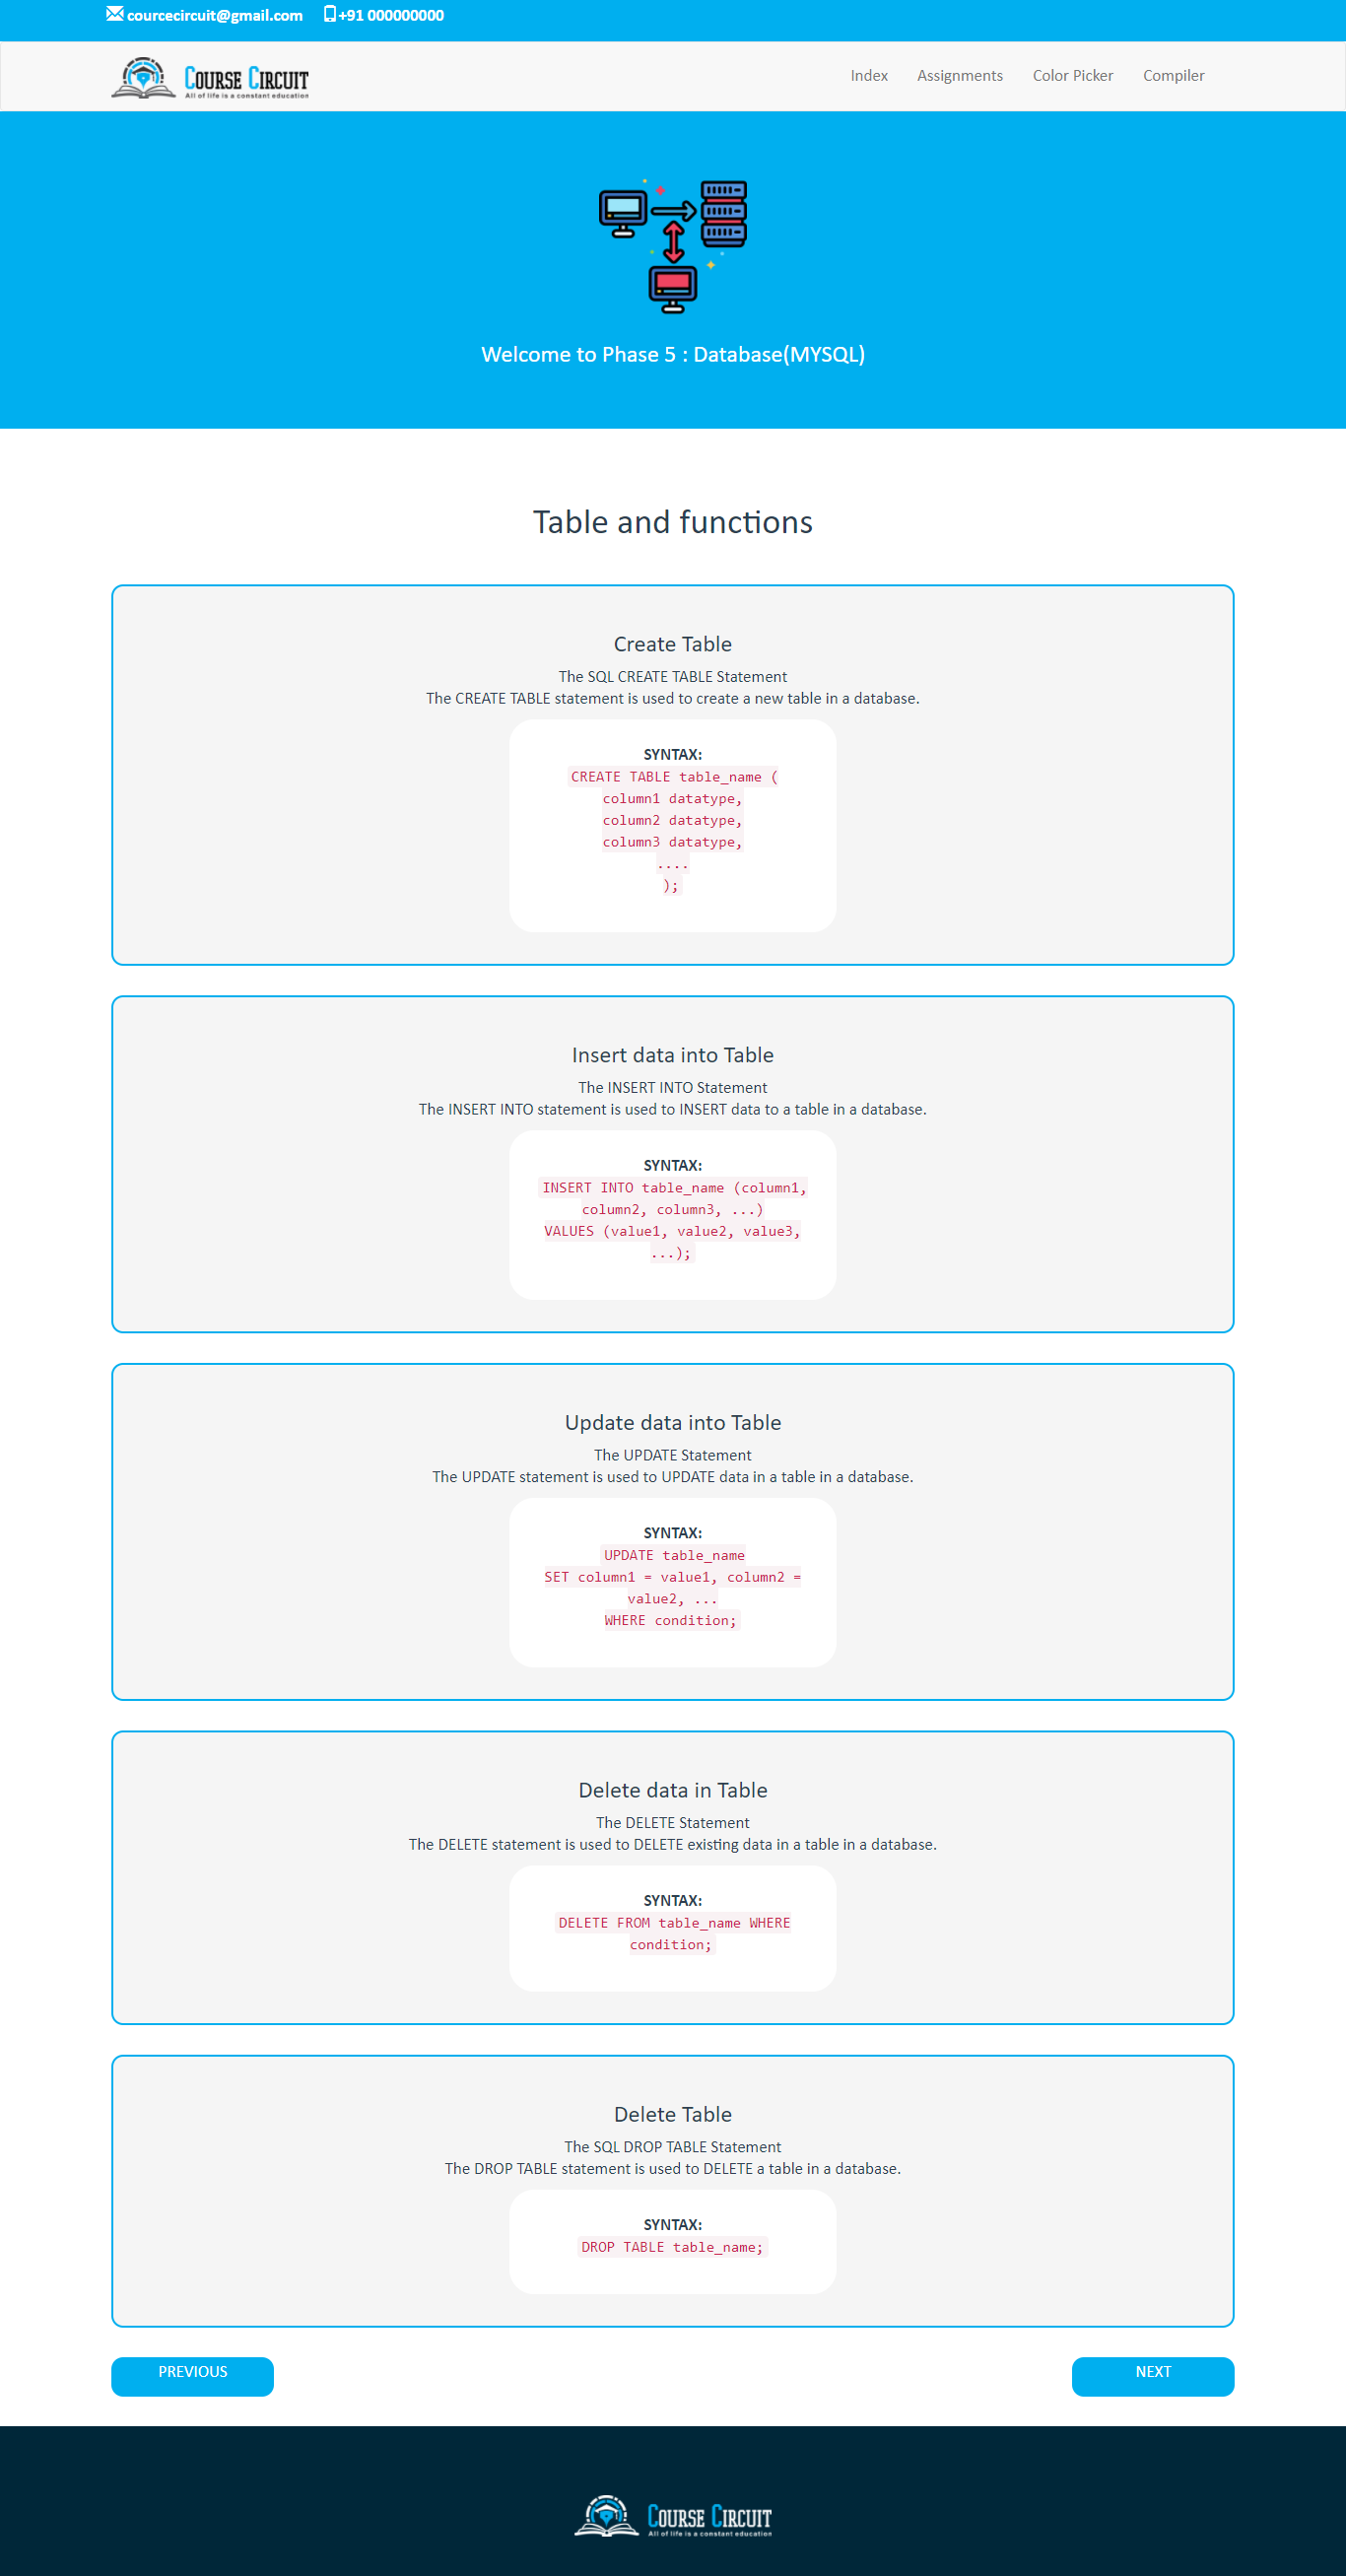 courcecircuit@gmail.com +91 000000000
COURSE CIRCUIT
All of life is a constant education
Index Assignments Color Picker Compiler
Welcome to Phase 5 : Database(MYSQL)
Table and functions
Create Table
The SQL CREATE TABLE Statement
The CREATE TABLE statement is used to create a new table in a database.
SYNTAX:
CREATE TABLE table_name (
column1 datatype,
column2 datatype,
column3 datatype,
....
);
Insert data into Table
The INSERT INTO Statement
The INSERT INTO statement is used to INSERT data to a table in a database.
SYNTAX:
INSERT INTO table_name (column1,
column2, column3, ...)
VALUES (value1, value2, value3,
...);
Update data into Table
The UPDATE Statement
The UPDATE statement is used to UPDATE data in a table in a database.
SYNTAX:
UPDATE table_name
SET column1 = value1, column2 =
value2, ...
WHERE condition;
Delete data in Table
The DELETE Statement
The DELETE statement is used to DELETE existing data in a table in a database.
SYNTAX:
DELETE FROM table_name WHERE
condition;
Delete Table
The SQL DROP TABLE Statement
The DROP TABLE statement is used to DELETE a table in a database.
SYNTAX:
DROP TABLE table_name;
PREVIOUS NEXT
COURSE CIRCUIT
All of life is a constant education